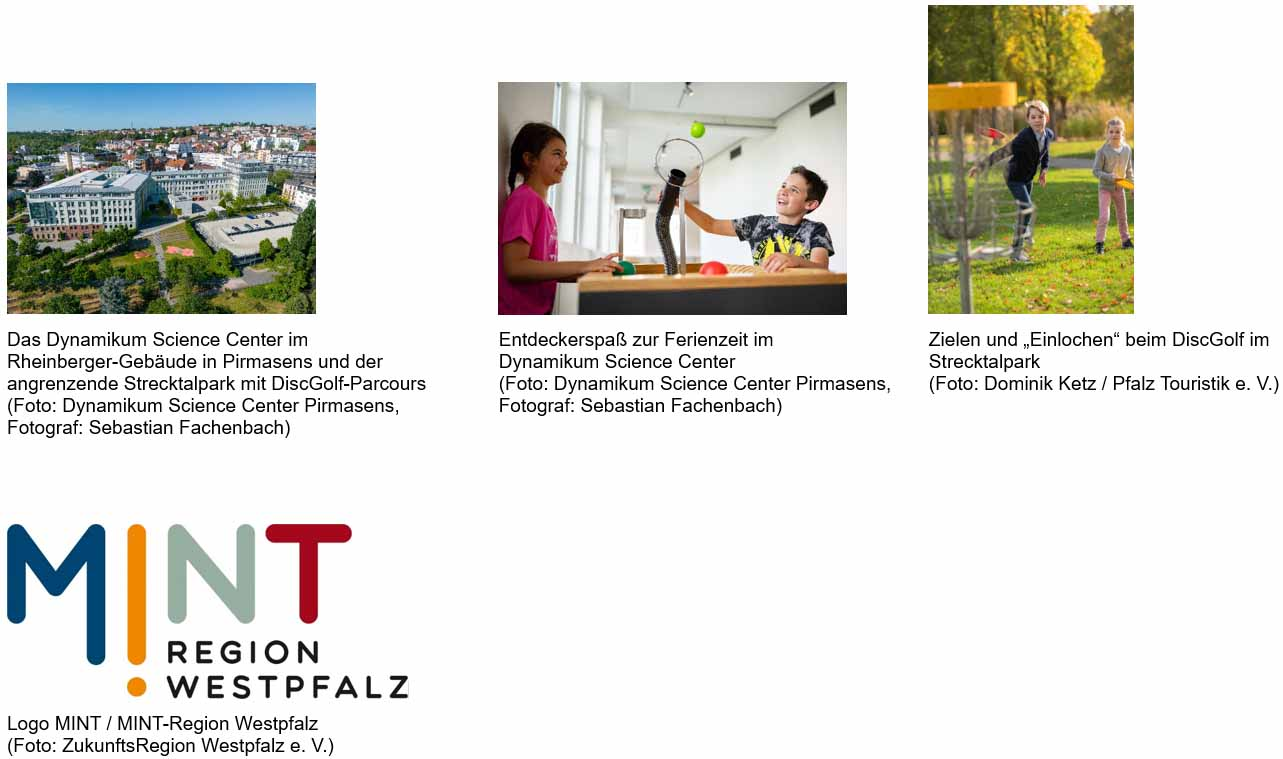 Das Dynamikum Science Center im
Rheinberger-Gebäude in Pirmasens und der
angrenzende Strecktalpark mit DiscGolf-Parcours
(Foto: Dynamikum Science Center Pirmasens,
Fotograf: Sebastian Fachenbach)
Entdeckerspaß zur Ferienzeit im
Dynamikum Science Center
(Foto: Dynamikum Science Center Pirmasens,
Fotograf: Sebastian Fachenbach)
Zielen und „Einlochen“ beim DiscGolf im
Strecktalpark
(Foto: Dominik Ketz / Pfalz Touristik e. V.)
MINT
REGION
WESTPFALZ
Logo MINT / MINT-Region Westpfalz
(Foto: ZukunftsRegion Westpfalz e. V.)